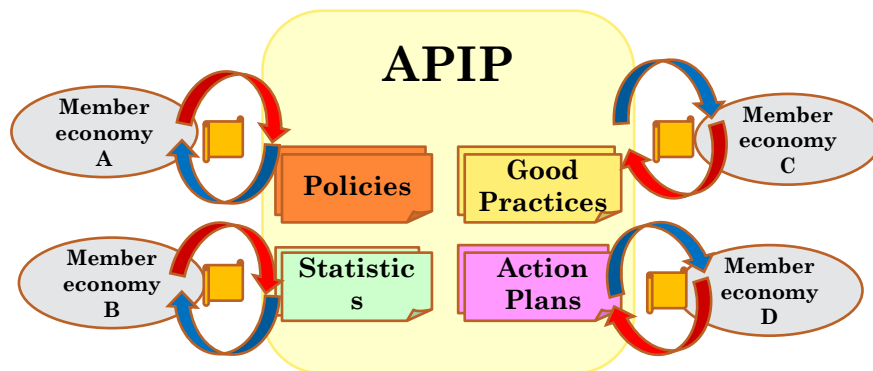 APIP
Member
economy
A
Policies
Good
Practices
Member
economy
C
Member
economy
B
Statistic
s
Action
Plans
Member
economy
D